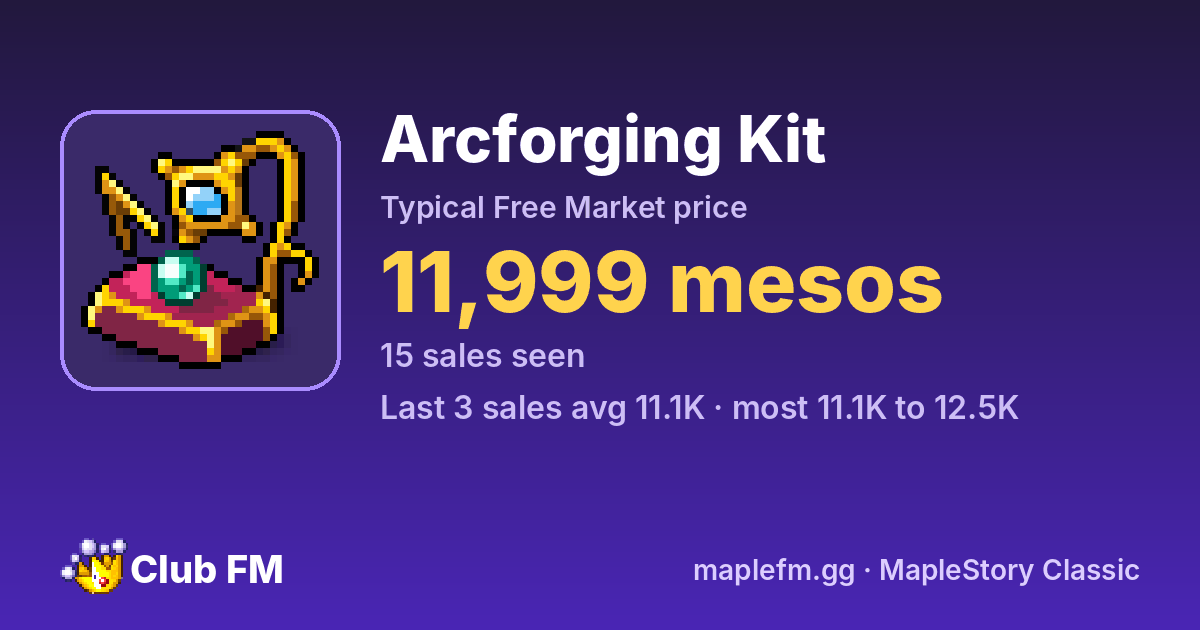 Arcforging Kit
Typical Free Market price
11,999 mesos
15 sales seen
Last 3 sales avg 11.1K · most 11.1K to 12.5K
Club FM
maplefm.gg · MapleStory Classic